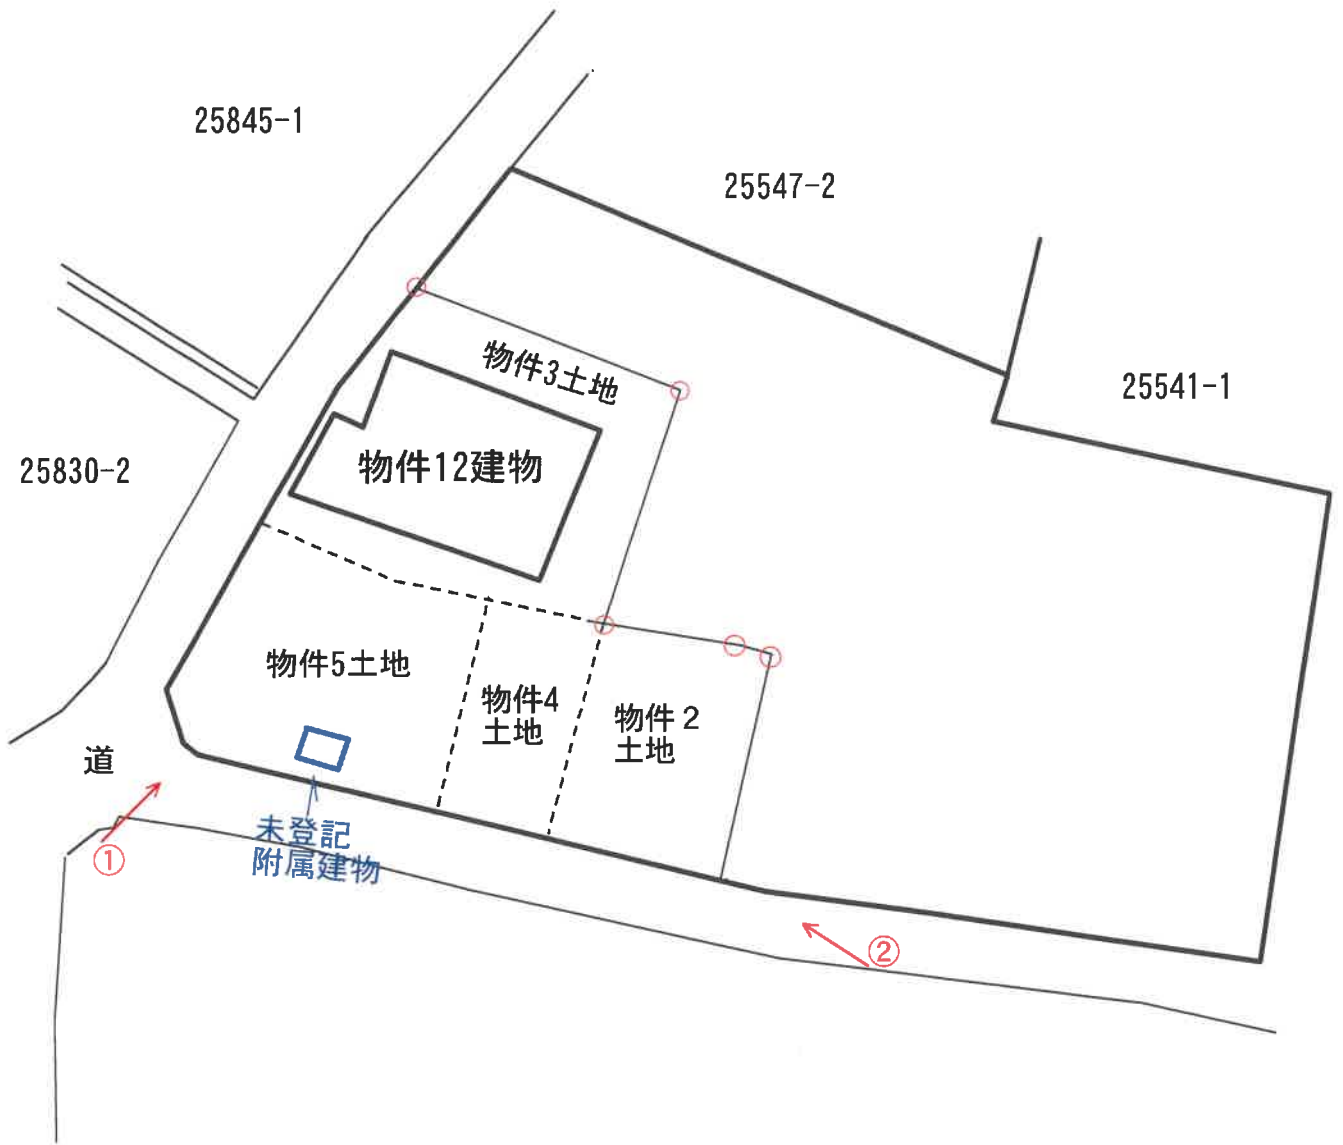 25845-1
25547-2
物件3土地
25541-1
25830-2
物件12建物
物件5土地
物件4
土地
物件２
土地
道
未登記
附属建物
①
②